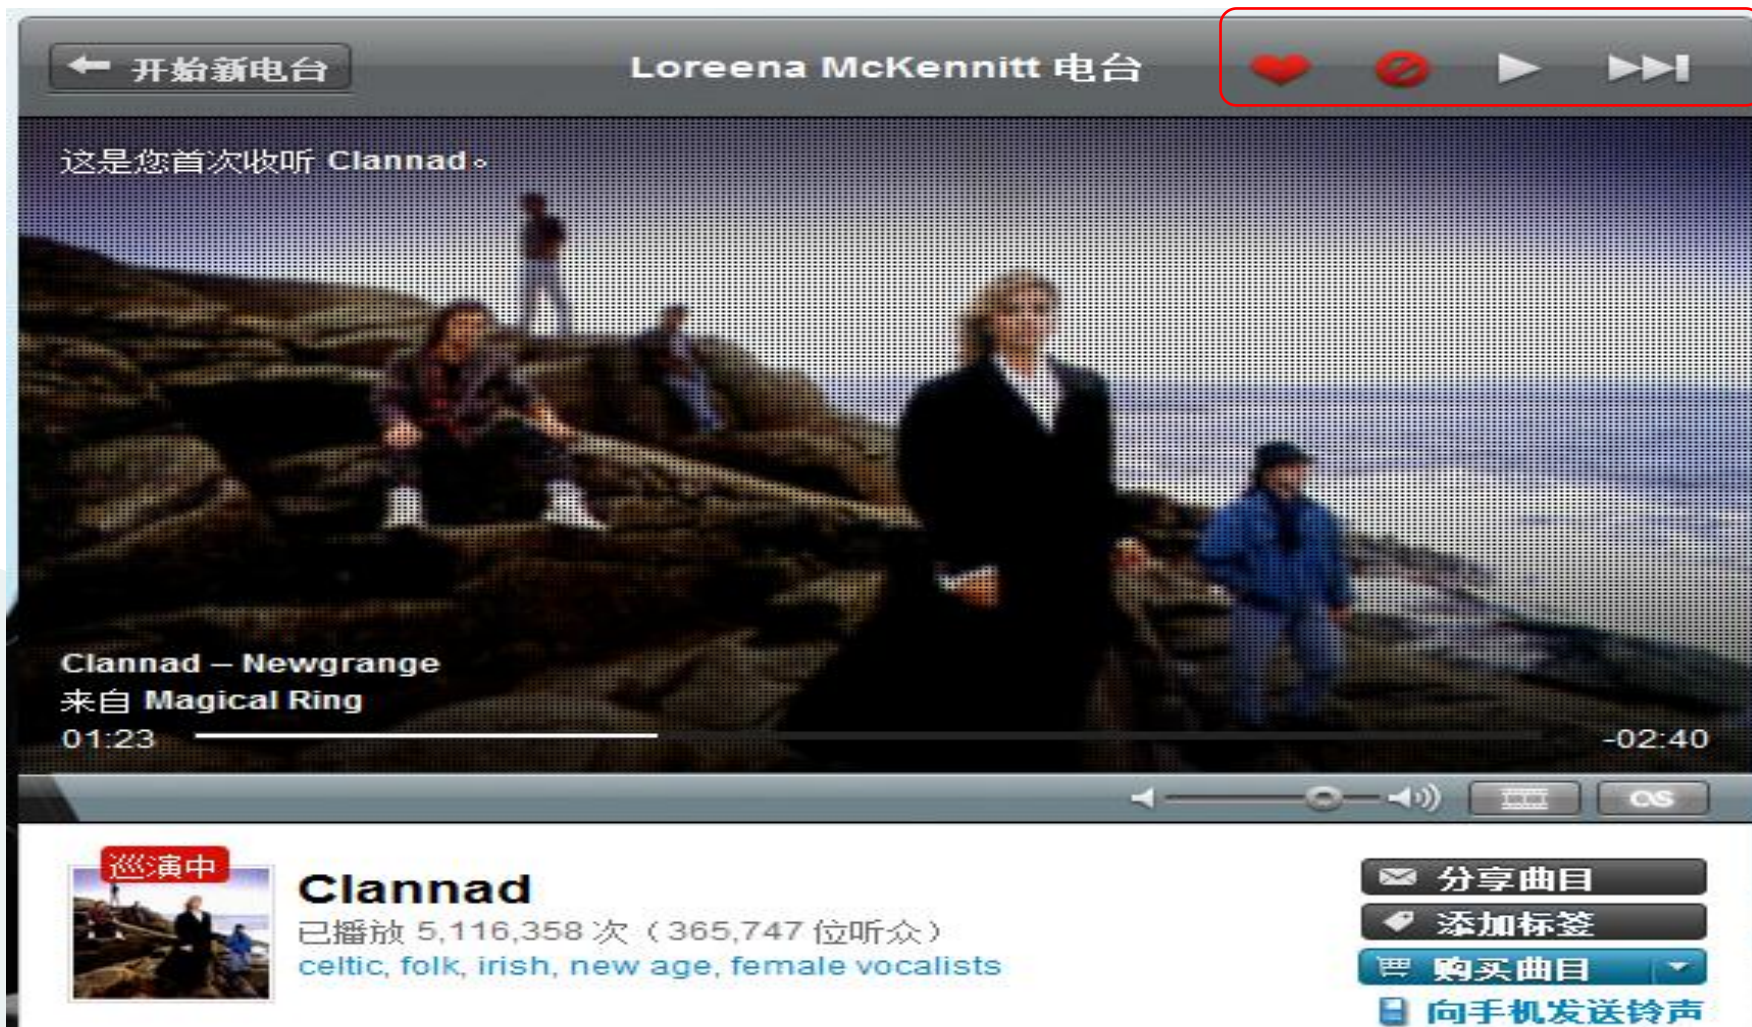 开始新电台
Loreena McKennitt 电台
这是您首次收听 Clannad。
Clannad – Newgrange
来自 Magical Ring
01:23
-02:40
巡演中
Clannad
已播放 5,116,358 次（365,747 位听众）
celtic, folk, irish, new age, female vocalists
分享曲目
添加标签
购买曲目
向手机发送铃声